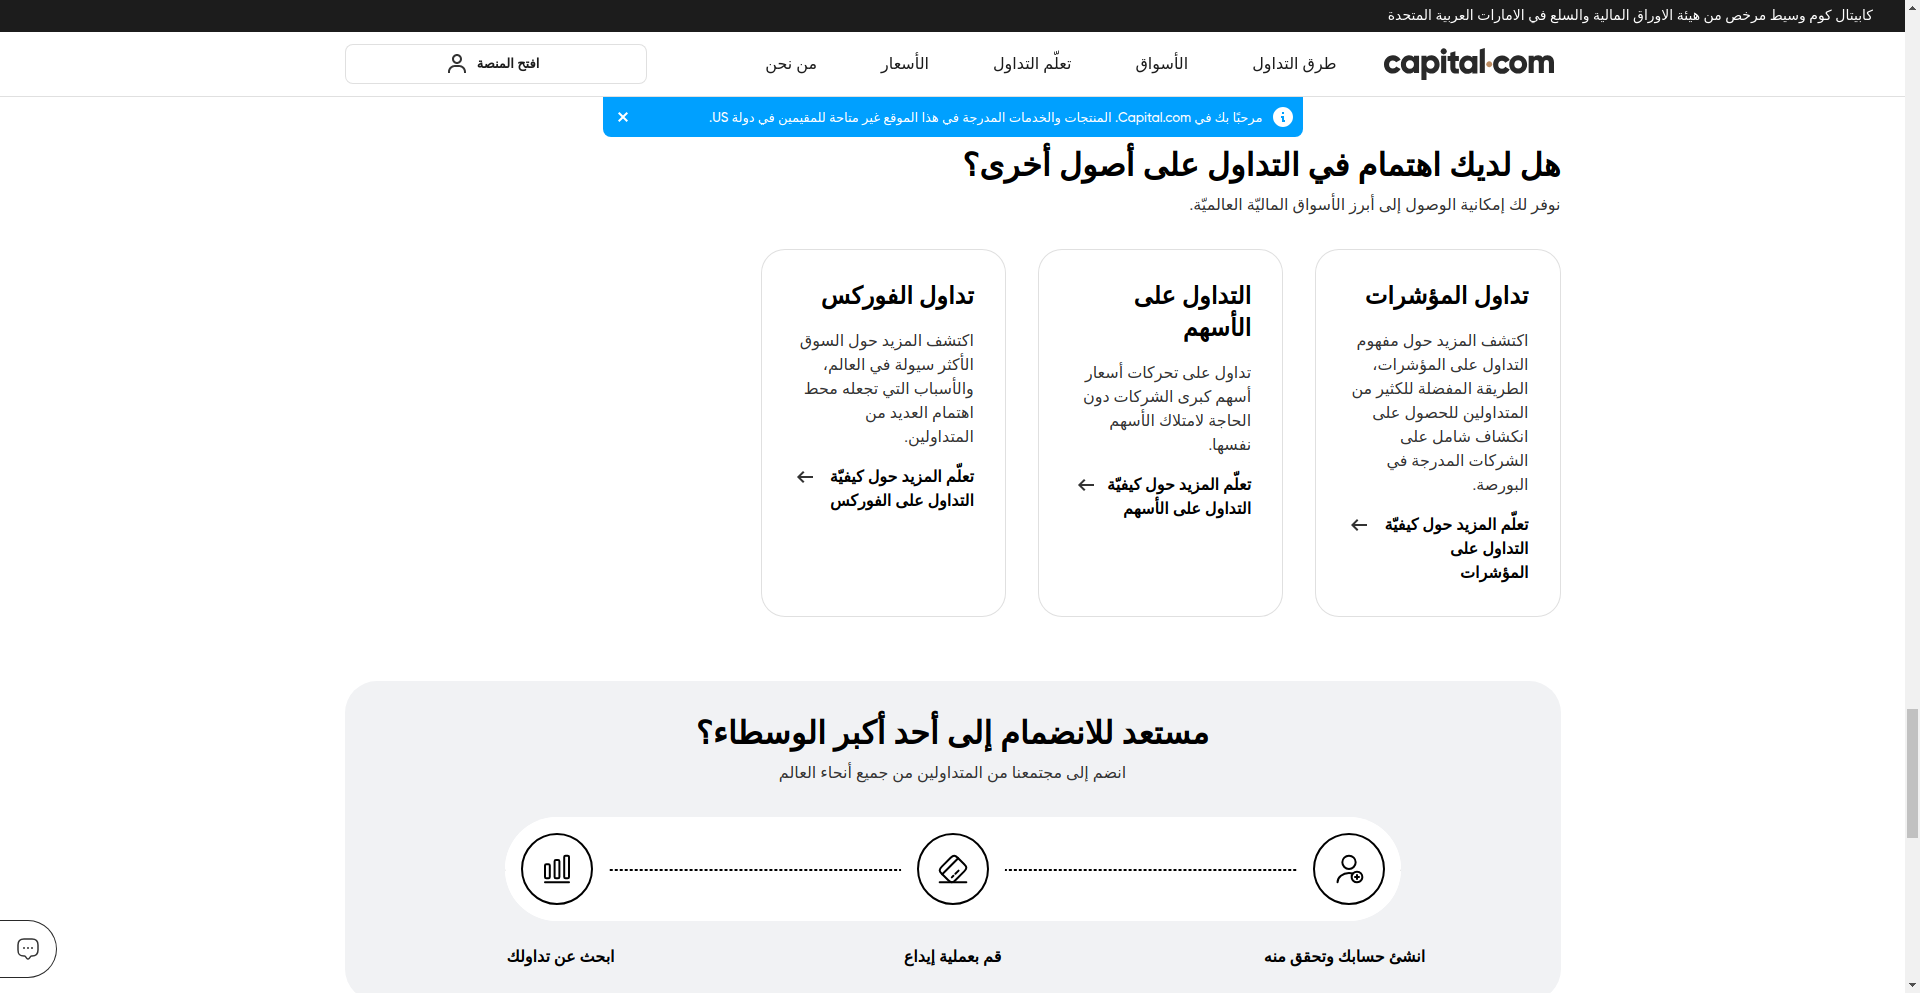 كابيتال كوم وسيط مرخص من هيئة الاوراق المالية والسلع في الامارات العربية المتحدة
capital.com
طرق التداول
الأسواق
تعلّم التداول
الأسعار
من نحن
افتح المنصة
مرحبًا بك في Capital.com. المنتجات والخدمات المدرجة في هذا الموقع غير متاحة للمقيمين في دولة US.
هل لديك اهتمام في التداول على أصول أخرى؟
نوفر لك إمكانية الوصول إلى أبرز الأسواق الماليّة العالميّة.
تداول المؤشرات
اكتشف المزيد حول مفهوم
التداول على المؤشرات،
الطريقة المفضلة للكثير من
المتداولين للحصول على
انكشاف شامل على
الشركات المدرجة في
البورصة.
تعلّم المزيد حول كيفيّة
التداول على
المؤشرات
التداول على
الأسهم
تداول على تحركات أسعار
أسهم كبرى الشركات دون
الحاجة لامتلاك الأسهم
نفسها.
تعلّم المزيد حول كيفيّة
التداول على الأسهم
تداول الفوركس
اكتشف المزيد حول السوق
الأكثر سيولة في العالم،
والأسباب التي تجعله محط
اهتمام العديد من
المتداولين.
تعلّم المزيد حول كيفيّة
التداول على الفوركس
مستعد للانضمام إلى أحد أكبر الوسطاء؟
انضم إلى مجتمعنا من المتداولين من جميع أنحاء العالم
انشئ حسابك وتحقق منه
قم بعملية إيداع
ابحث عن تداولك